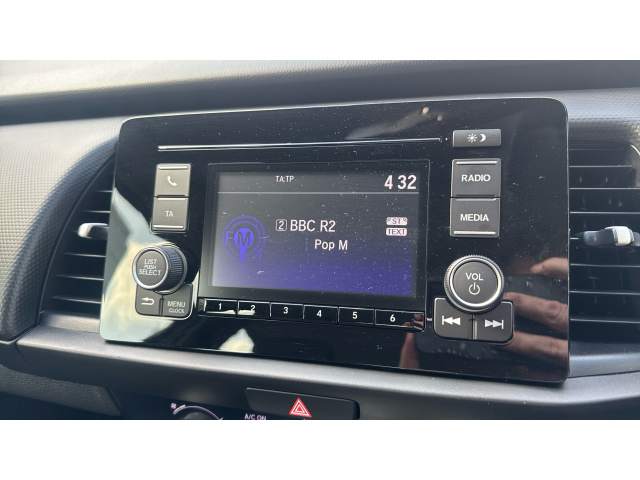 TA:TP
4 32
2 BBC R2
ST
Pop M
TEXT
FM
TA
LIST
PUSH
SELECT
MENU
CLOCK
RADIO
MEDIA
VOL
1 2 3 4 5 6
A/C ON